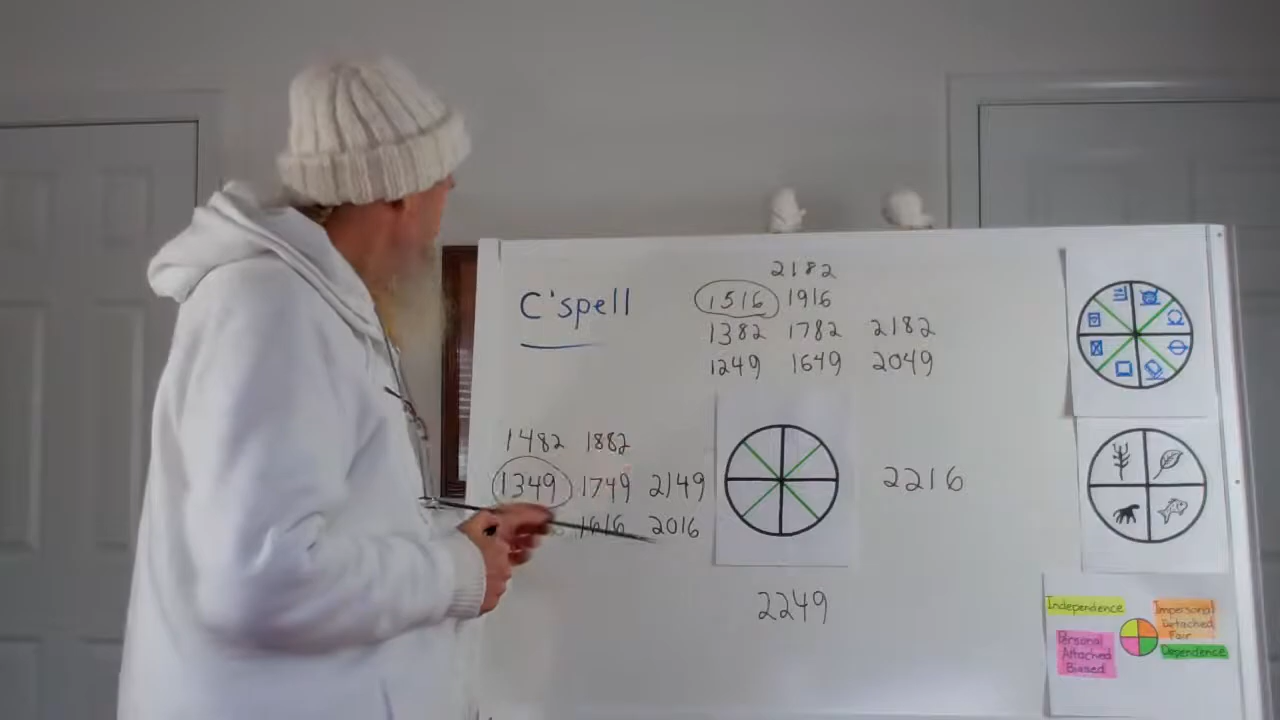 C'spell
2182
1516 1916
1382 1782 2182
1249 1649 2049
1482 1882
1349 1749 2149
1616 2016
2216
2249
Independence
Impersonal
Detached
Fair
Personal
Attached
Biased
Dependence